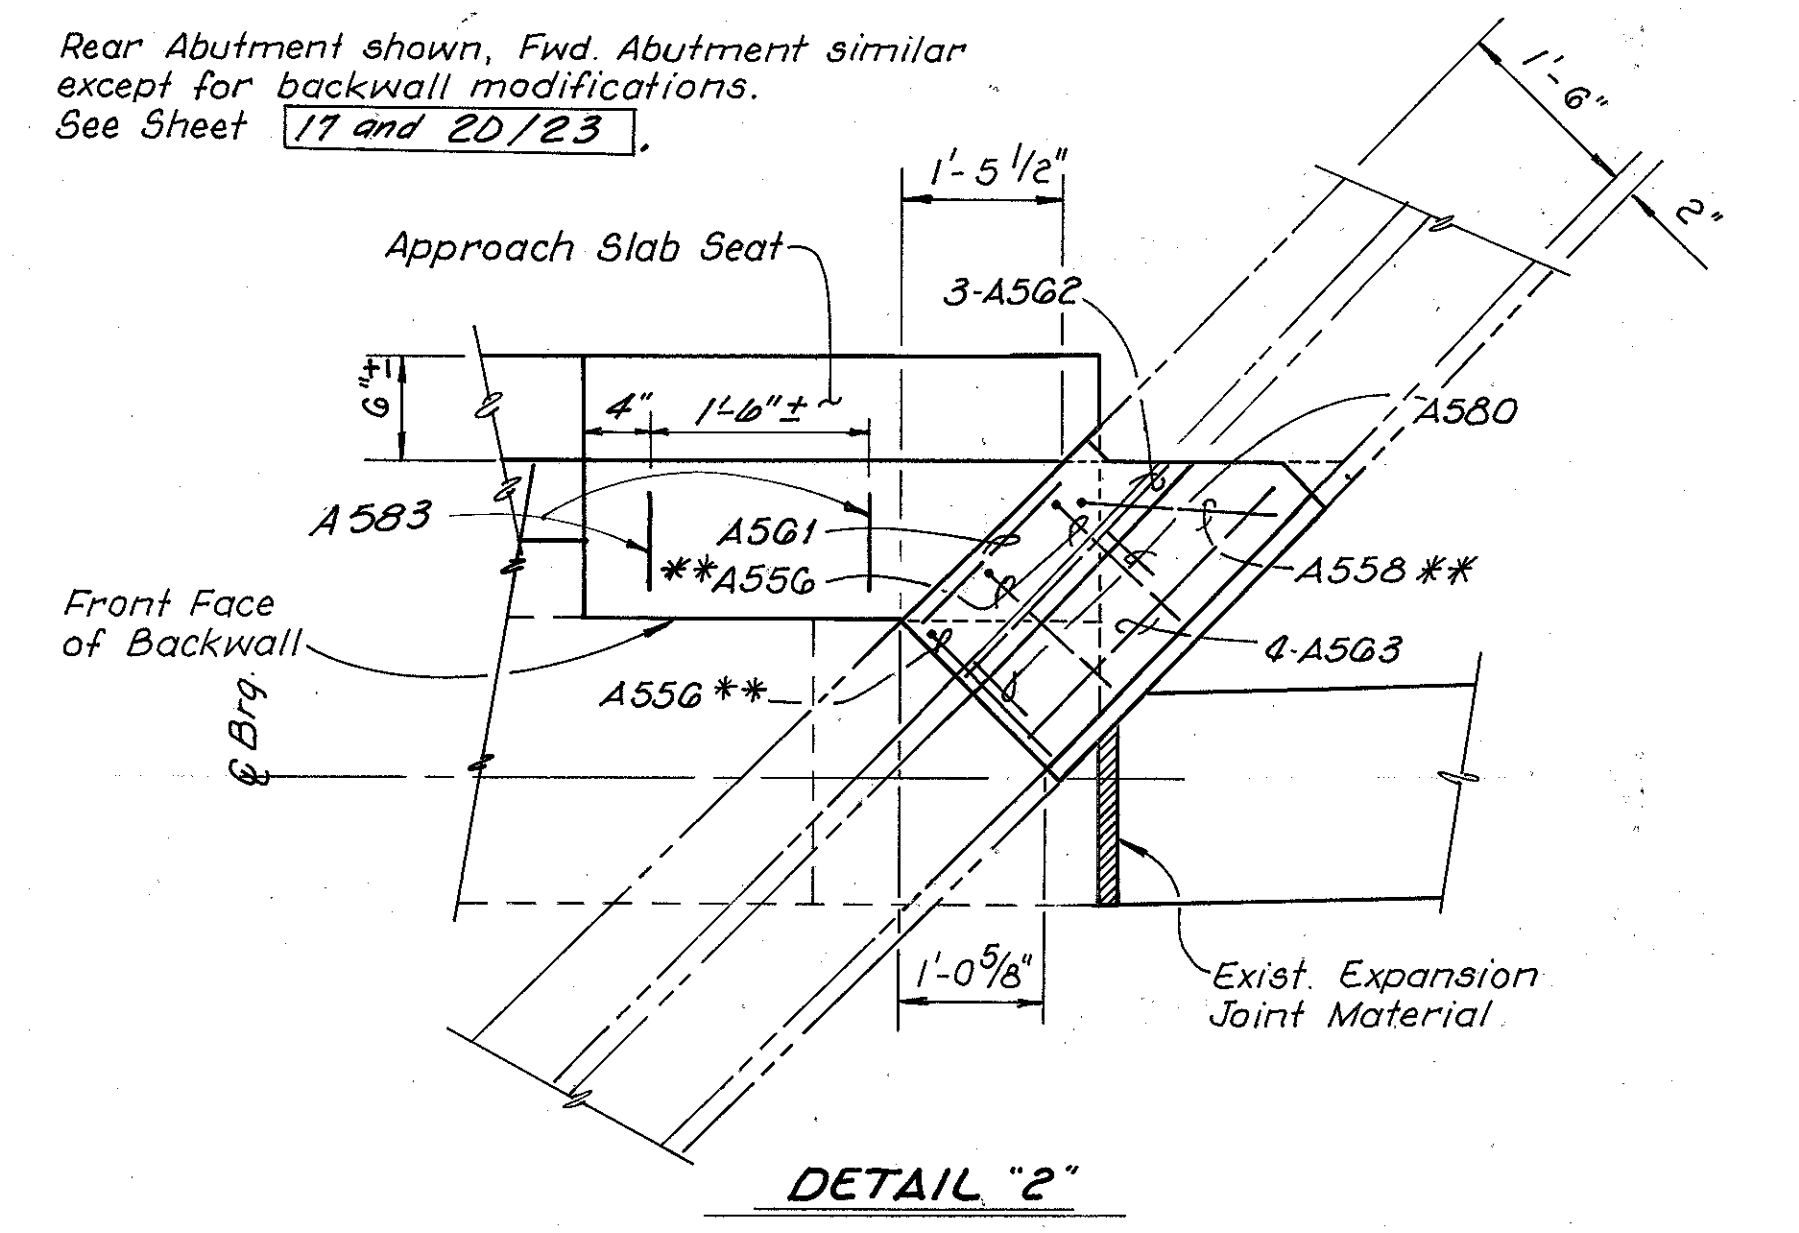 Rear Abutment shown, Fwd. Abutment similar
except for backwall modifications.
See Sheet 17 and 20/23.
1'-6"
2"
1'-5 1/2"
Approach Slab Seat
3-A562
6"±
4"
1'-6"±
A580
A583
A561
**A556
A558**
Front Face
of Backwall
4-A563
A556**
℄ Brg.
1'-0 5/8"
Exist. Expansion
Joint Material
DETAIL "2"